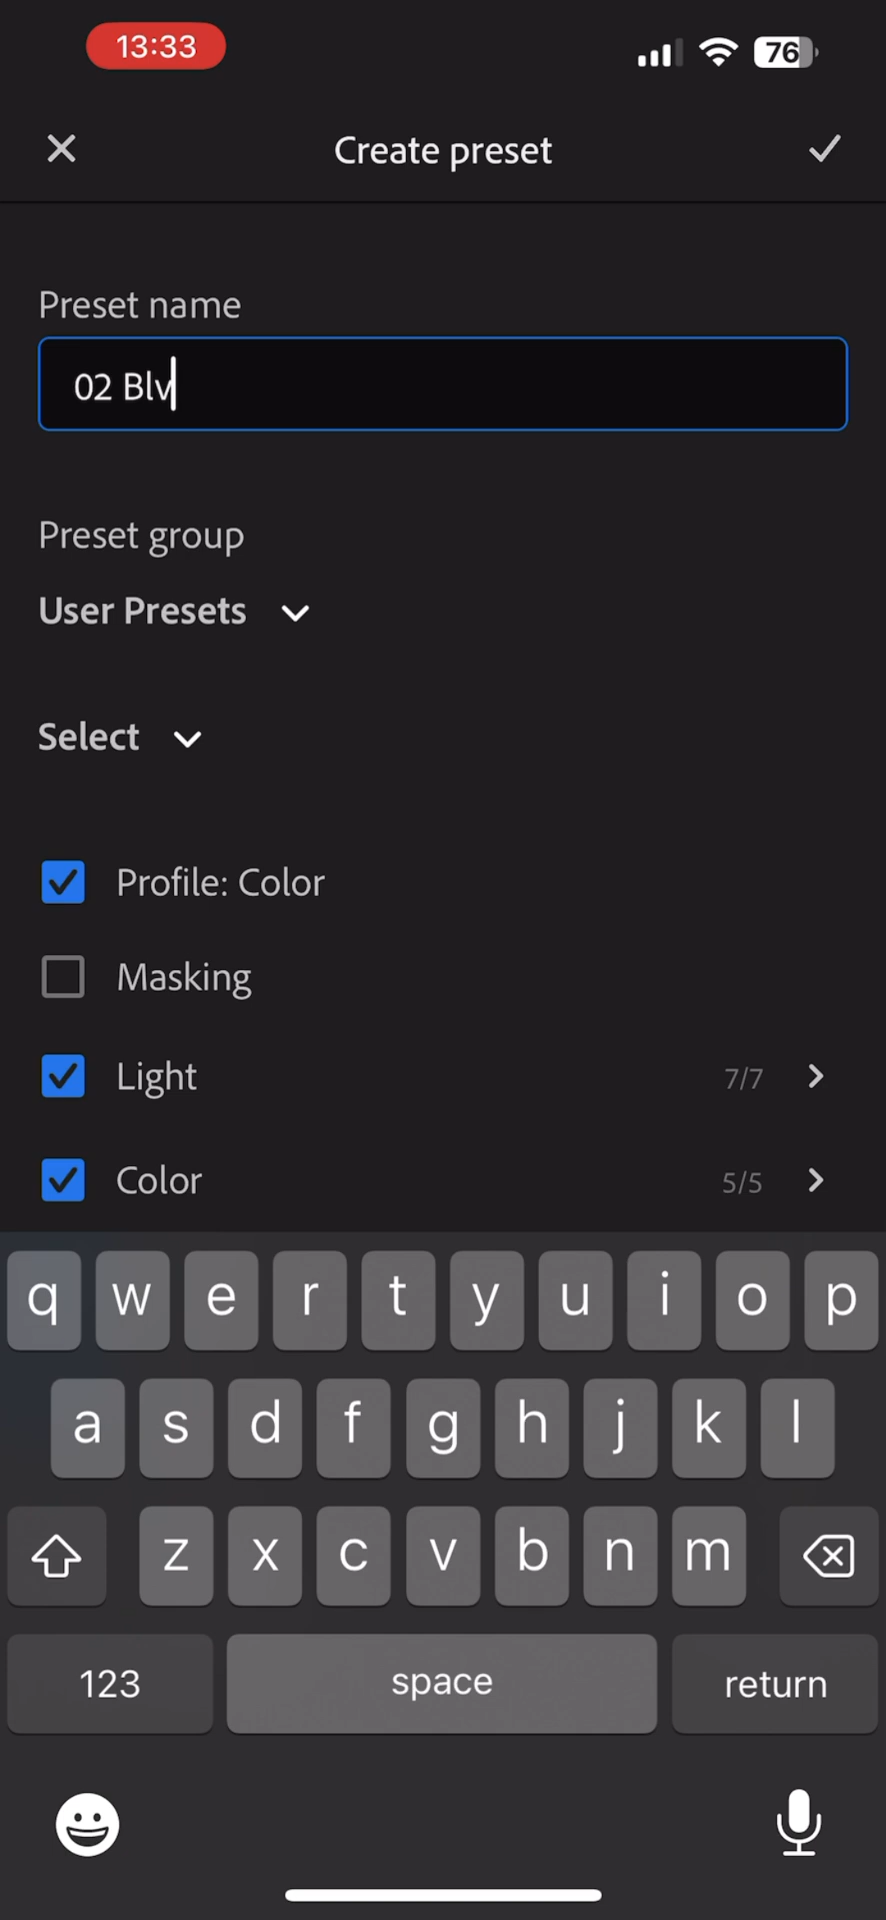 13:33
76
Create preset
Preset name
02 Blv
Preset group
User Presets
Select
Profile: Color
Masking
Light 7/7
Color 5/5
q w e r t y u i o p
a s d f g h j k l
z x c v b n m
123 space return